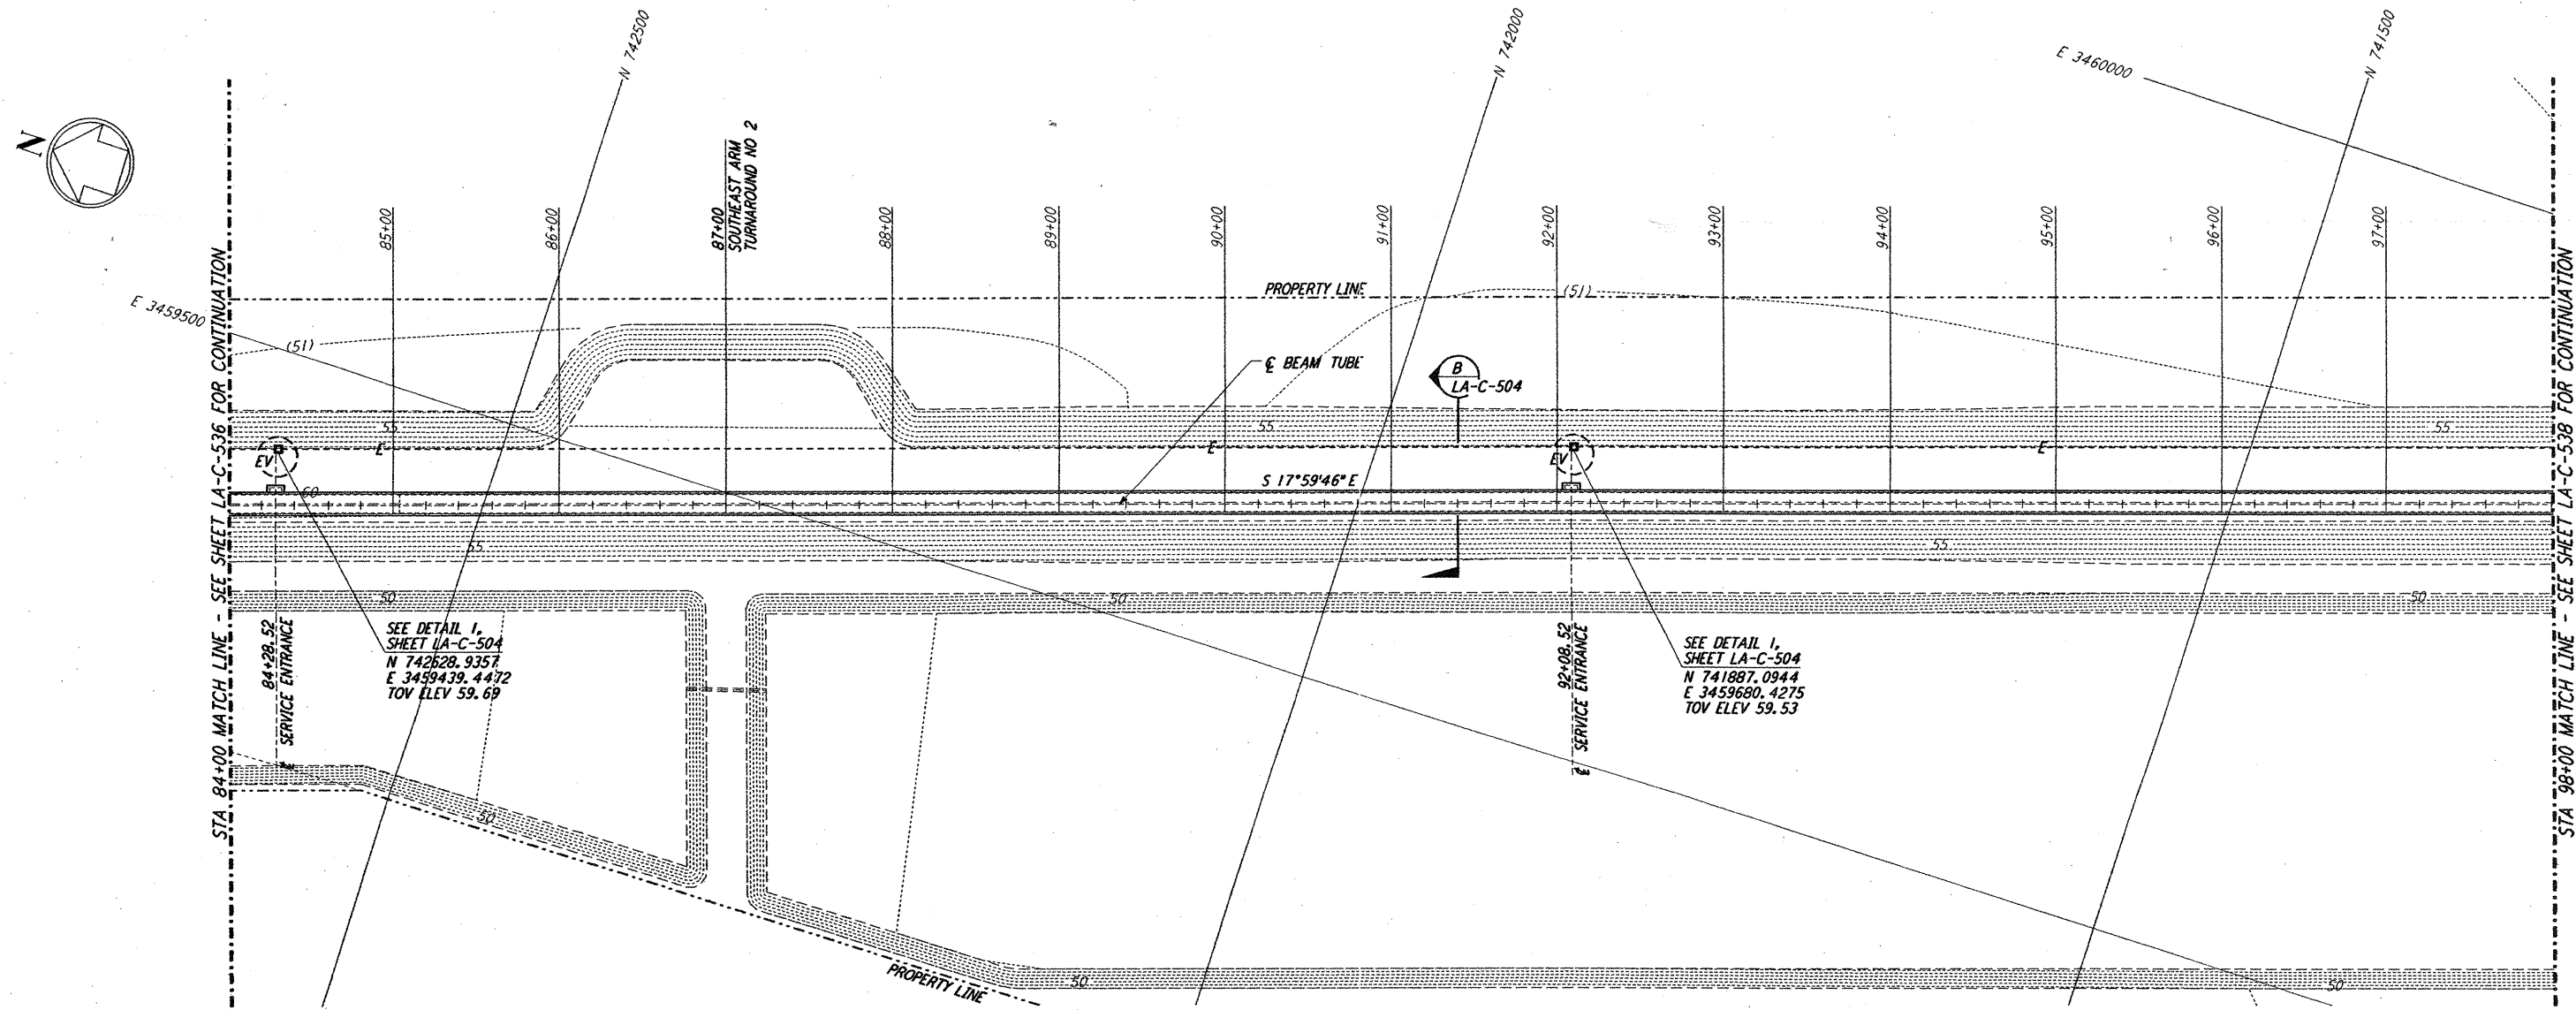 N 742500
N 742000
E 3460000
N 741500
N
SOUTHEAST ARM
TURNAROUND NO 2
85+00
86+00
87+00
88+00
89+00
90+00
91+00
92+00
93+00
94+00
95+00
96+00
97+00
STA 84+00 MATCH LINE - SEE SHEET LA-C-536 FOR CONTINUATION
E 3459500
PROPERTY LINE
(51)
(51)
℄ BEAM TUBE
B
LA-C-504
55
55
55
E
E
E
EV
EV
60
S 17°59'46" E
55
55
50
50
50
84+28.52
℄ SERVICE ENTRANCE
SEE DETAIL 1,
SHEET LA-C-504
N 742628.9357
E 3459439.4472
TOV ELEV 59.69
92+08.52
℄ SERVICE ENTRANCE
SEE DETAIL 1,
SHEET LA-C-504
N 741887.0944
E 3459680.4275
TOV ELEV 59.53
50
PROPERTY LINE
50
50
STA 98+00 MATCH LINE - SEE SHEET LA-C-538 FOR CONTINUATION